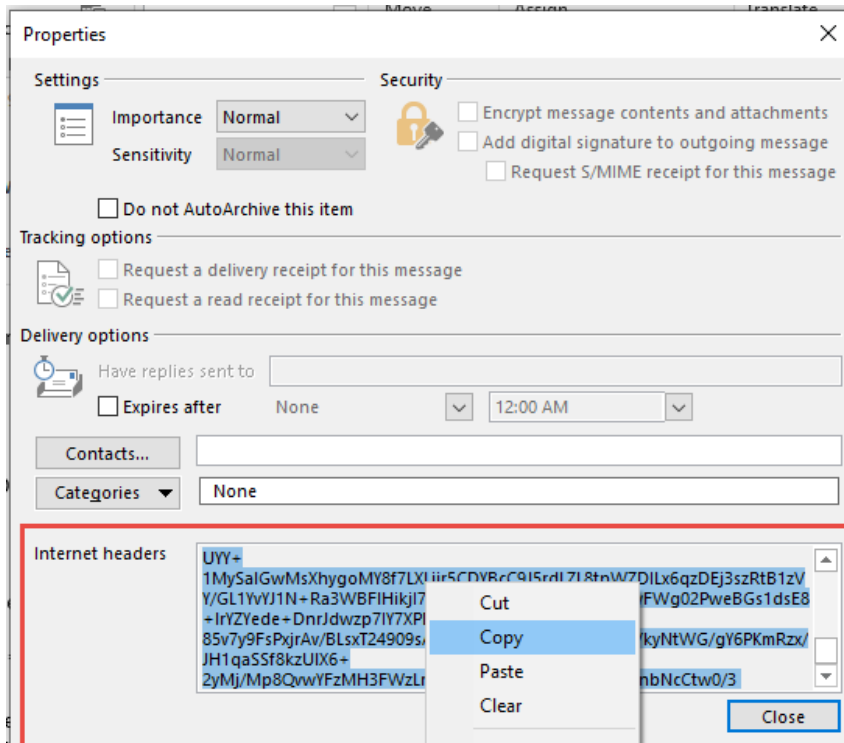 Move Assign Translate
Properties
Settings Security
Importance Normal
Encrypt message contents and attachments
Sensitivity Normal
Add digital signature to outgoing message
Request S/MIME receipt for this message
Do not AutoArchive this item
Tracking options
Request a delivery receipt for this message
Request a read receipt for this message
Delivery options
Have replies sent to
Expires after None 12:00 AM
Contacts...
Categories None
Internet headers UYY+
Cut
Copy
Paste
Clear
Close